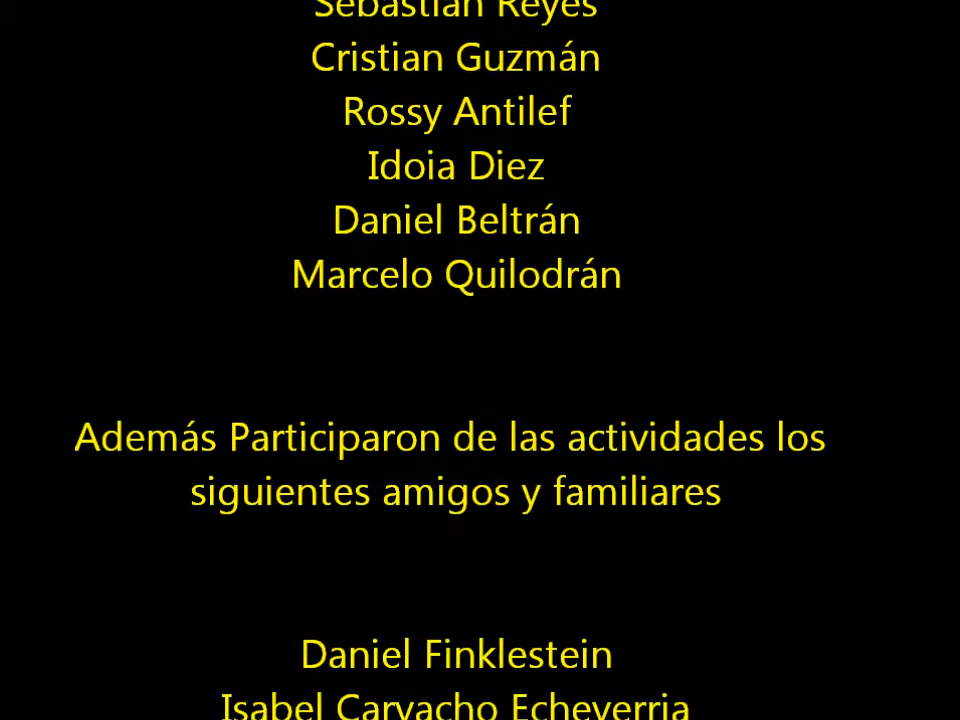 Sebastián Reyes
Cristian Guzmán
Rossy Antilef
Idoia Diez
Daniel Beltrán
Marcelo Quilodrán
Además Participaron de las actividades los
siguientes amigos y familiares
Daniel Finklestein
Isabel Carvacho Echeverria